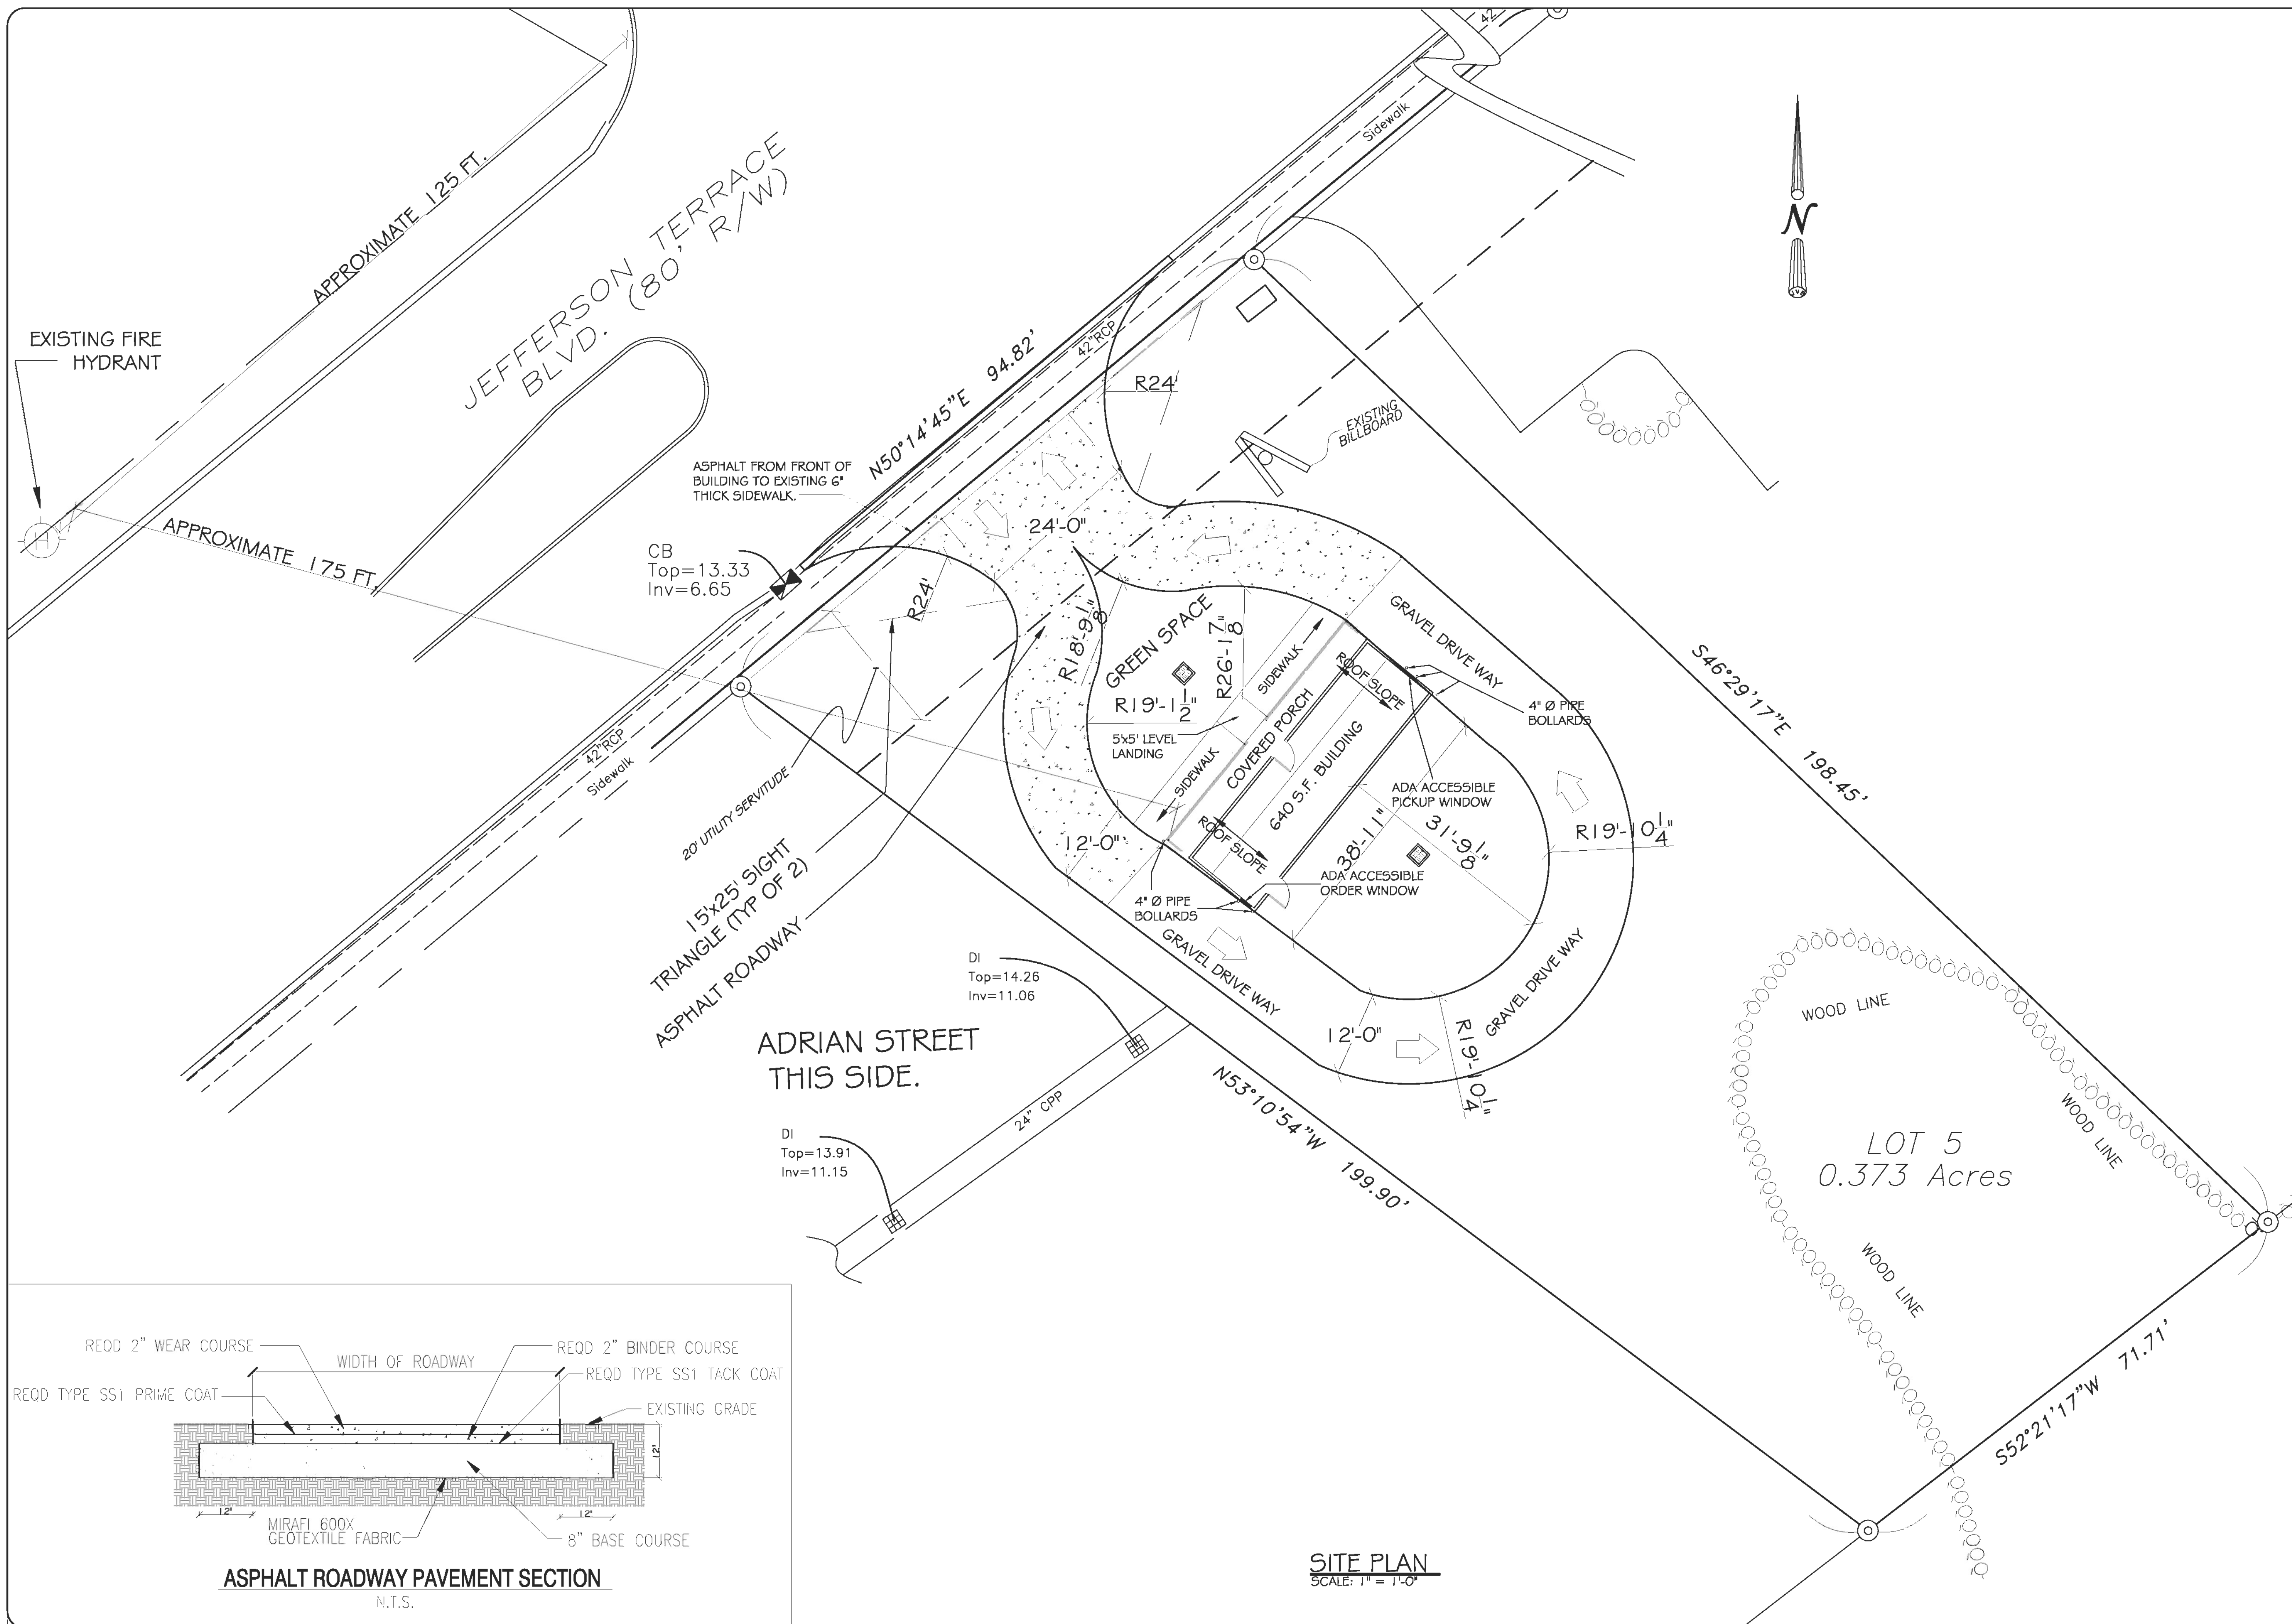 42"
Sidewalk
APPROXIMATE 125 FT.
JEFFERSON TERRACE
BLVD. (80' R/W)
N
EXISTING FIRE
HYDRANT
N50°14'45"E 94.82'
42"RCP
R24'
EXISTING
BILLBOARD
ASPHALT FROM FRONT OF
BUILDING TO EXISTING 6"
THICK SIDEWALK.
APPROXIMATE 175 FT.
24'-0"
CB
Top=13.33
Inv=6.65
R24'
R18'-9 1/8"
GREEN SPACE
R26'-1 7/8"
R19'-1 1/2"
5'x5' LEVEL
LANDING
SIDEWALK
SIDEWALK
COVERED PORCH
640 S.F. BUILDING
ROOF SLOPE
ROOF SLOPE
GRAVEL DRIVE WAY
4" Ø PIPE
BOLLARDS
S46°29'17"E 198.45'
ADA ACCESSIBLE
PICKUP WINDOW
42"RCP
Sidewalk
20' UTILITY SERVITUDE
15'x25' SIGHT
TRIANGLE (TYP OF 2)
ASPHALT ROADWAY
12'-0"
38'-11"
31'-9 1/8"
R19'-10 1/4"
ADA ACCESSIBLE
ORDER WINDOW
4" Ø PIPE
BOLLARDS
GRAVEL DRIVE WAY
GRAVEL DRIVE WAY
12'-0"
R19'-10 1/4"
DI
Top=14.26
Inv=11.06
ADRIAN STREET
THIS SIDE.
24" CPP
DI
Top=13.91
Inv=11.15
N53°10'54"W 199.90'
WOOD LINE
WOOD LINE
LOT 5
0.373 Acres
WOOD LINE
S52°21'17"W 71.71'
REQD 2" WEAR COURSE
REQD 2" BINDER COURSE
WIDTH OF ROADWAY
REQD TYPE SS1 TACK COAT
REQD TYPE SS1 PRIME COAT
EXISTING GRADE
12"
12"
12"
MIRAFI 600X
GEOTEXTILE FABRIC
8" BASE COURSE
ASPHALT ROADWAY PAVEMENT SECTION
N.T.S.
SITE PLAN
SCALE: 1" = 1'-0"